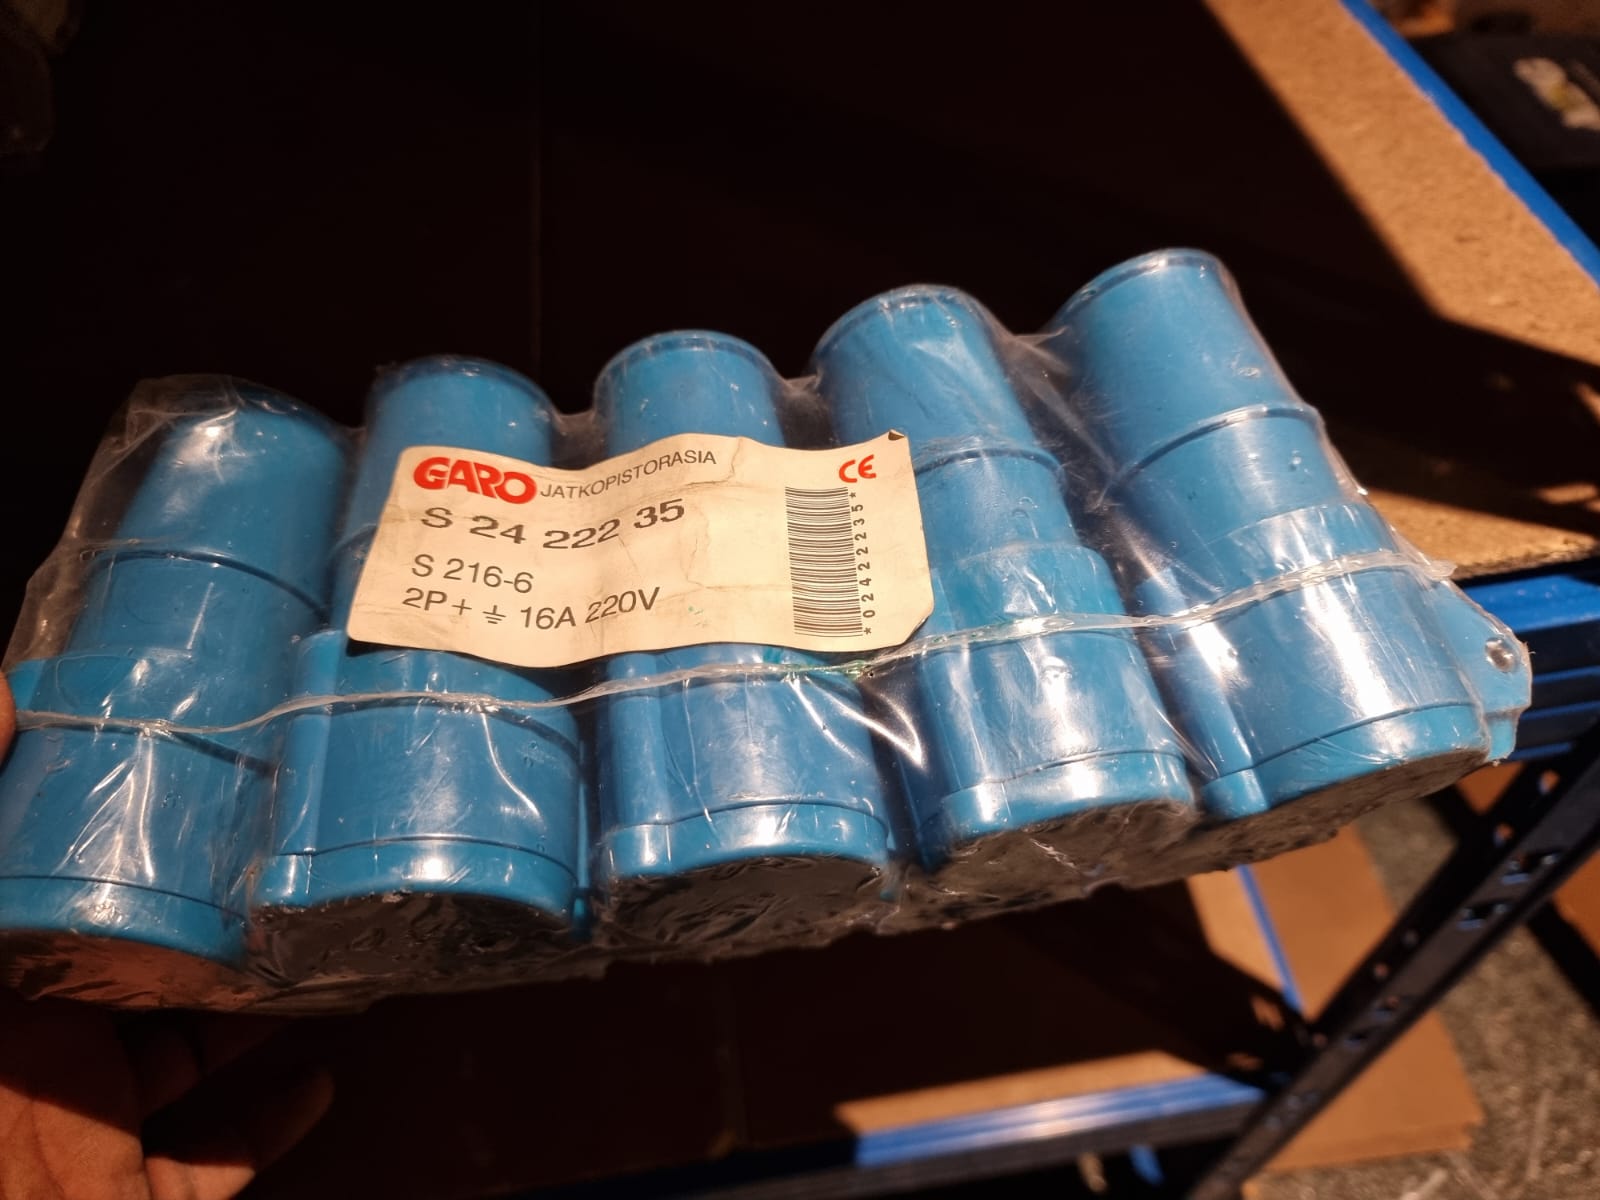 GARO JATKOPISTORASIA
CE
S 24 222 35
S 216-6
2P + ⏚ 16A 220V
*02422235*